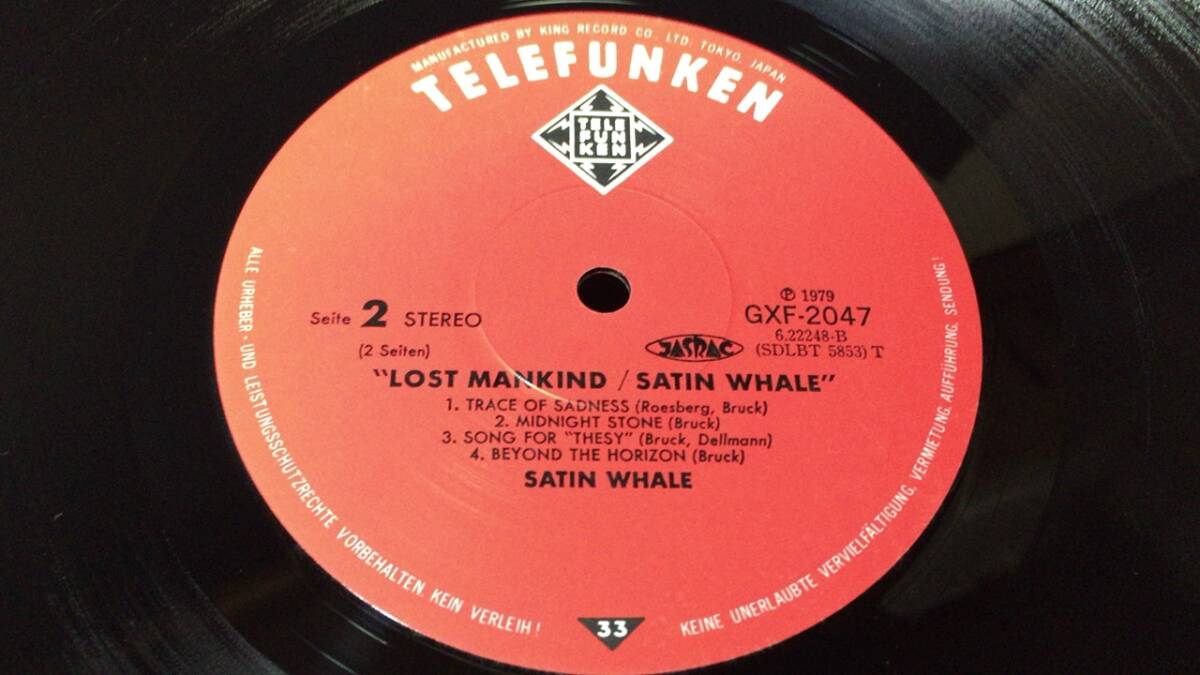 MANUFACTURED BY KING RECORD CO., LTD. TOKYO, JAPAN
TELEFUNKEN
TELE
FUN
KEN
Seite 2 STEREO
(2 Seiten)
JASRAC
℗ 1979
GXF-2047
6.22248-B
(SDLBT 5853) T
"LOST MANKIND / SATIN WHALE"
1. TRACE OF SADNESS (Roesberg, Bruck)
2. MIDNIGHT STONE (Bruck)
3. SONG FOR "THESY" (Bruck, Dellmann)
4. BEYOND THE HORIZON (Bruck)
SATIN WHALE
ALLE URHEBER- UND LEISTUNGSSCHUTZRECHTE VORBEHALTEN. KEIN VERLEIH!
33
KEINE UNERLAUBTE VERVIELFÄLTIGUNG, VERMIETUNG, AUFFÜHRUNG, SENDUNG!